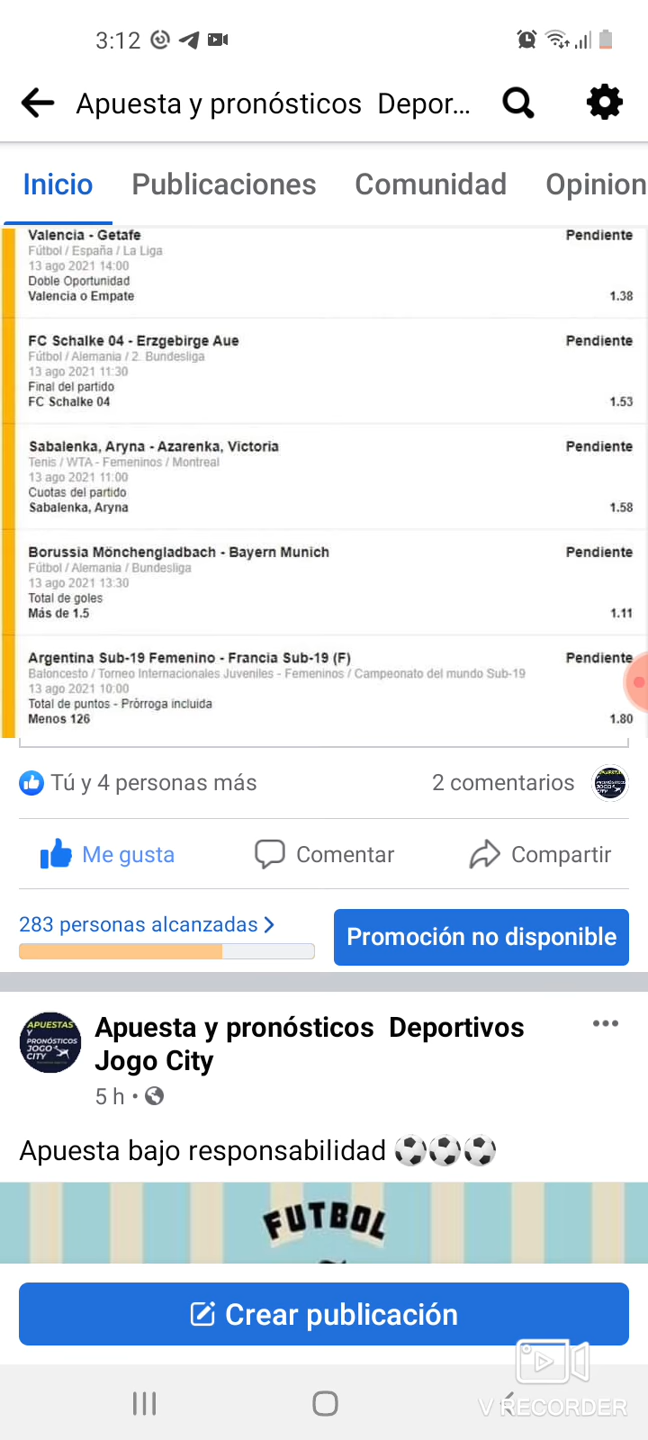 3:12
Apuesta y pronósticos Depor...
Inicio Publicaciones Comunidad Opinion
Valencia - Getafe Pendiente
Fútbol / España / La Liga
13 ago 2021 14:00
Doble Oportunidad
Valencia o Empate 1.38
FC Schalke 04 - Erzgebirge Aue Pendiente
Fútbol / Alemania / 2. Bundesliga
13 ago 2021 11:30
Final del partido
FC Schalke 04 1.53
Sabalenka, Aryna - Azarenka, Victoria Pendiente
Tenis / WTA - Femeninos / Montreal
13 ago 2021 11:00
Cuotas del partido
Sabalenka, Aryna 1.58
Borussia Mönchengladbach - Bayern Munich Pendiente
Fútbol / Alemania / Bundesliga
13 ago 2021 13:30
Total de goles
Más de 1.5 1.11
Argentina Sub-19 Femenino - Francia Sub-19 (F) Pendiente
Baloncesto / Torneo Internacionales Juveniles - Femeninos / Campeonato del mundo Sub-19
13 ago 2021 10:00
Total de puntos - Prórroga incluida
Menos 126 1.80
Tú y 4 personas más 2 comentarios
Me gusta Comentar Compartir
283 personas alcanzadas
Promoción no disponible
APUESTAS
Y
PRONÓSTICOS
JOGO
CITY
Apuesta y pronósticos Deportivos
Jogo City
5 h
Apuesta bajo responsabilidad
FUTBOL
Crear publicación
V RECORDER